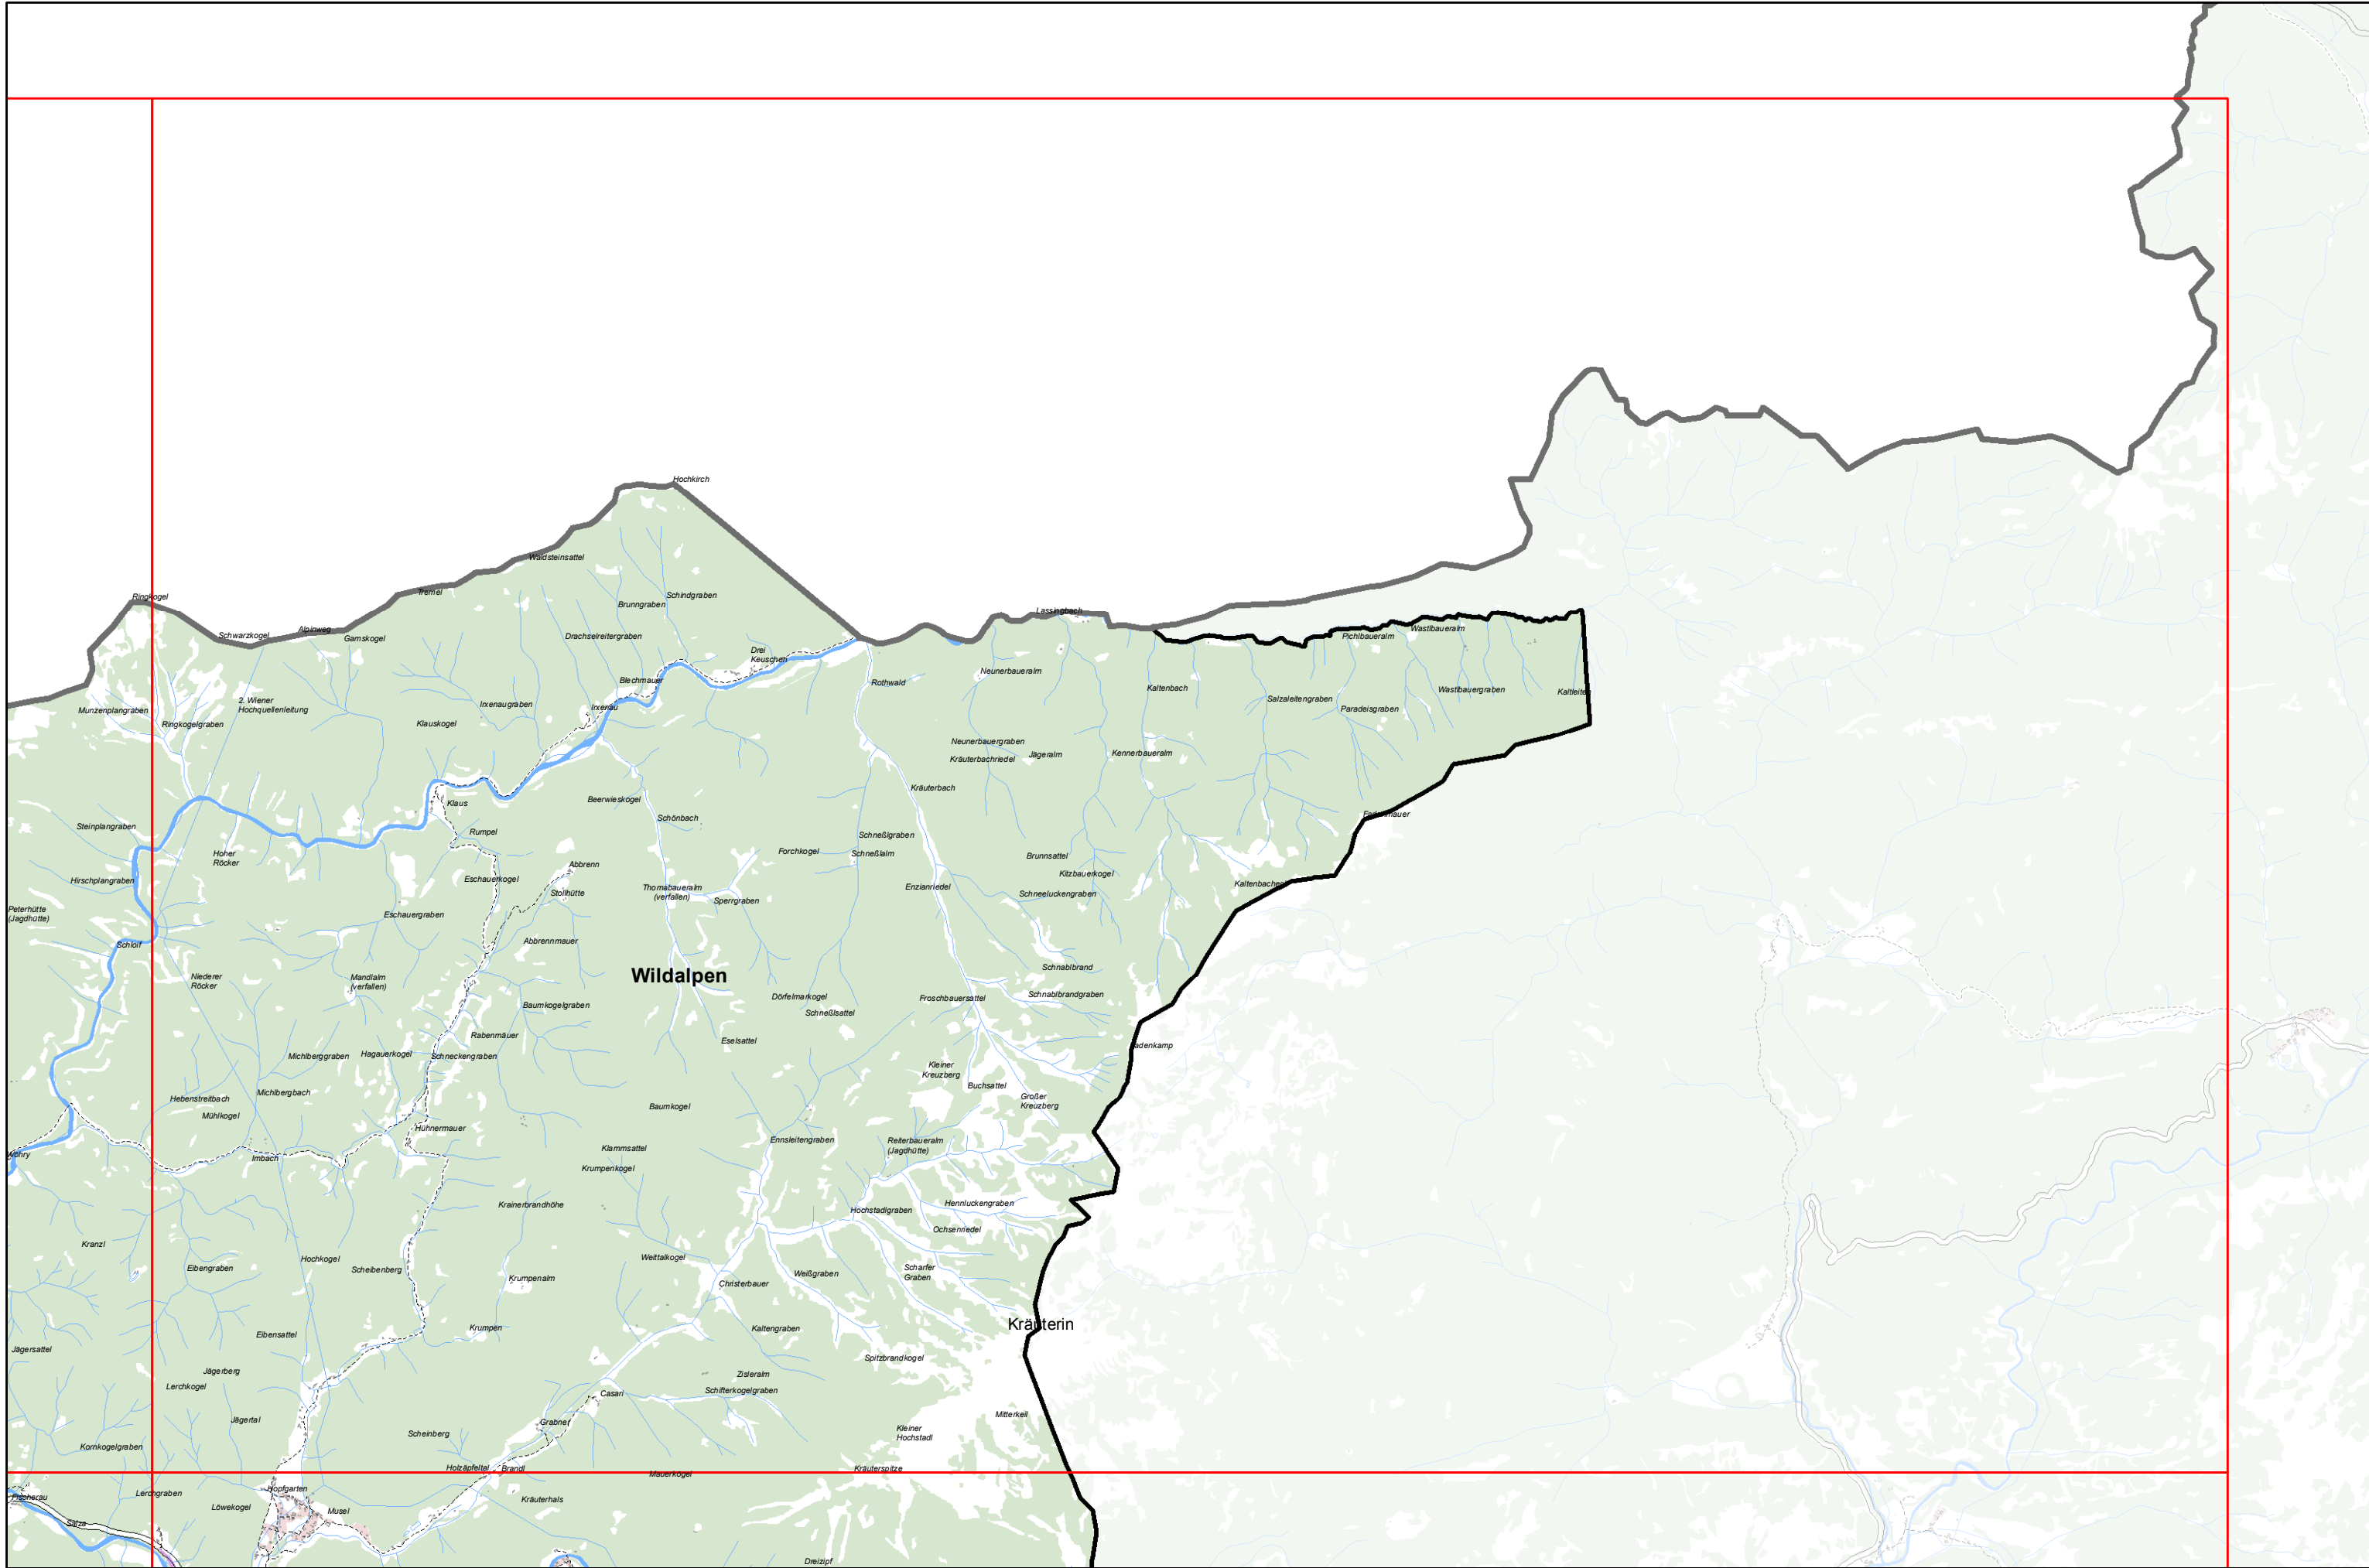 Hochkirch
Waldsteinsattel
Tremel
Schindgraben
Ringkogel
Brunngraben
Lassingbach
Schwarzkogel
Alpinweg
Gamskogel
Drachselreitergraben
Pichlbaueralm
Wastlbaueralm
Drei
Keuschen
Neunerbaueralm
Blechmauer
Rothwald
Kaltenbach
Wastlbauergraben
Salzaleitengraben
Munzenplangraben
2. Wiener
Hochquellenleitung
Irxenaugraben
Irxenau
Paradeisgraben
Ringkogelgraben
Klauskogel
Neunerbauergraben
Kräuterbachriedel
Jägeralm
Kennerbaueralm
Kräuterbach
Beerwieskogel
Klaus
Schönbach
Steinplangraben
Rumpel
Schneßlgraben
Hoher
Röcker
Forchkogel
Schneßlalm
Brunnsattel
Abbrenn
Kitzbauerkogel
Hirschplangraben
Eschauerkogel
Stollhütte
Thomabaueralm
(verfallen)
Sperrgraben
Enzianriedel
Schneeluckengraben
Peterhütte
(Jagdhütte)
Eschauergraben
Schloif
Abbrennmauer
Niederer
Röcker
Mandlalm
(verfallen)
Wildalpen
Schnablbrand
Dörfelmarkogel
Froschbauersattel
Schnablbrandgraben
Baumkogelgraben
Schneßlsattel
Rabenmäuer
Eselsattel
Michlberggraben
Hagauerkogel
Schneckengraben
Kleiner
Kreuzberg
Buchsattel
Michlbergbach
Hebenstreitbach
Mühlkogel
Baumkogel
Großer
Kreuzberg
Hühnermauer
Ennsleitengraben
Reiterbaueralm
(Jagdhütte)
Klammsattel
Imbach
Krumpenkogel
Krainerbrandhöhe
Hochstadlgraben
Hennluckengraben
Ochsenriedel
Kranzl
Hochkogel
Weittalkogel
Eibengraben
Scheibenberg
Krumpenalm
Christerbauer
Weißgraben
Scharfer
Graben
Kräuterin
Eibensattel
Krumpen
Kaltengraben
Jägersattel
Spitzbrandkogel
Jägerberg
Lerchkogel
Zisleralm
Schifterkogelgraben
Casari
Jägertal
Grabner
Mitterkeil
Kornkogelgraben
Scheinberg
Kleiner
Hochstadl
Holzäpfeltal
Brandl
Mauerkogel
Kräuterspitze
Fischerau
Lerchgraben
Hopfgarten
Löwekogel
Musel
Kräuterhals
Salza
Dreizipf